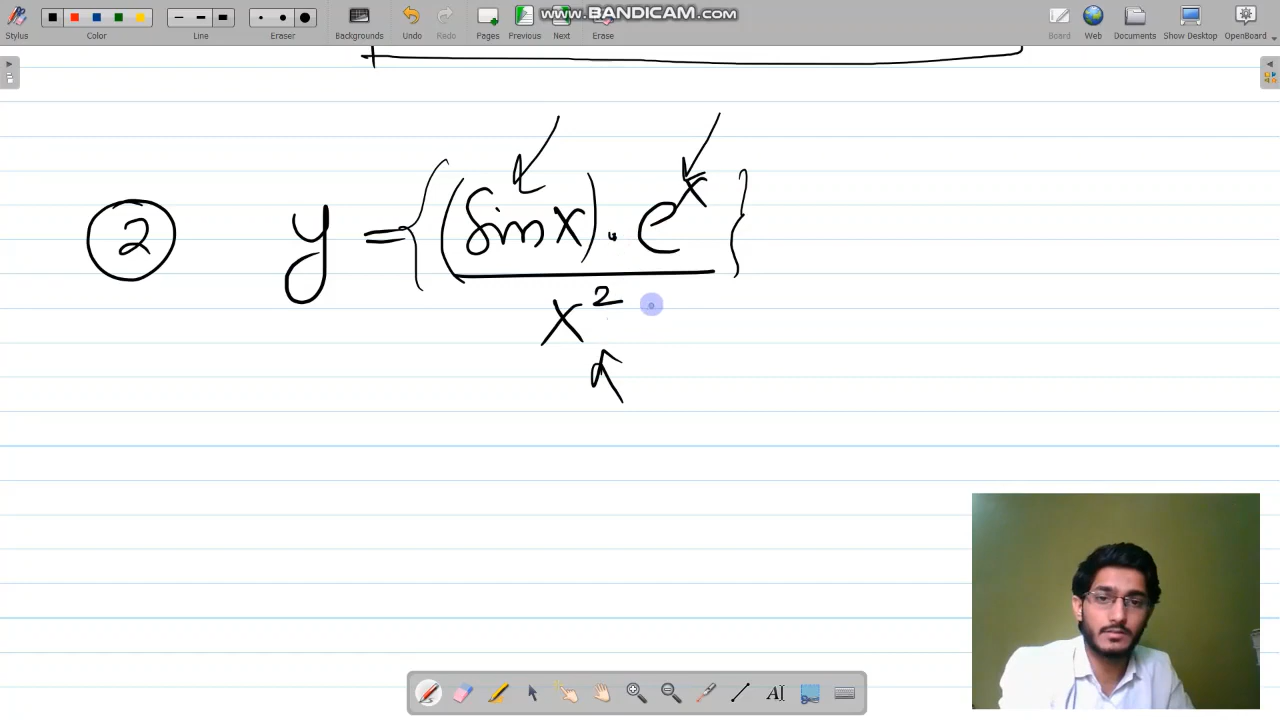 www.BANDICAM.com
Stylus Color Line Eraser Backgrounds Undo Redo Pages Previous Next Erase Board Web Documents Show Desktop OpenBoard
② y = {(sin x) · e^x}
x^2